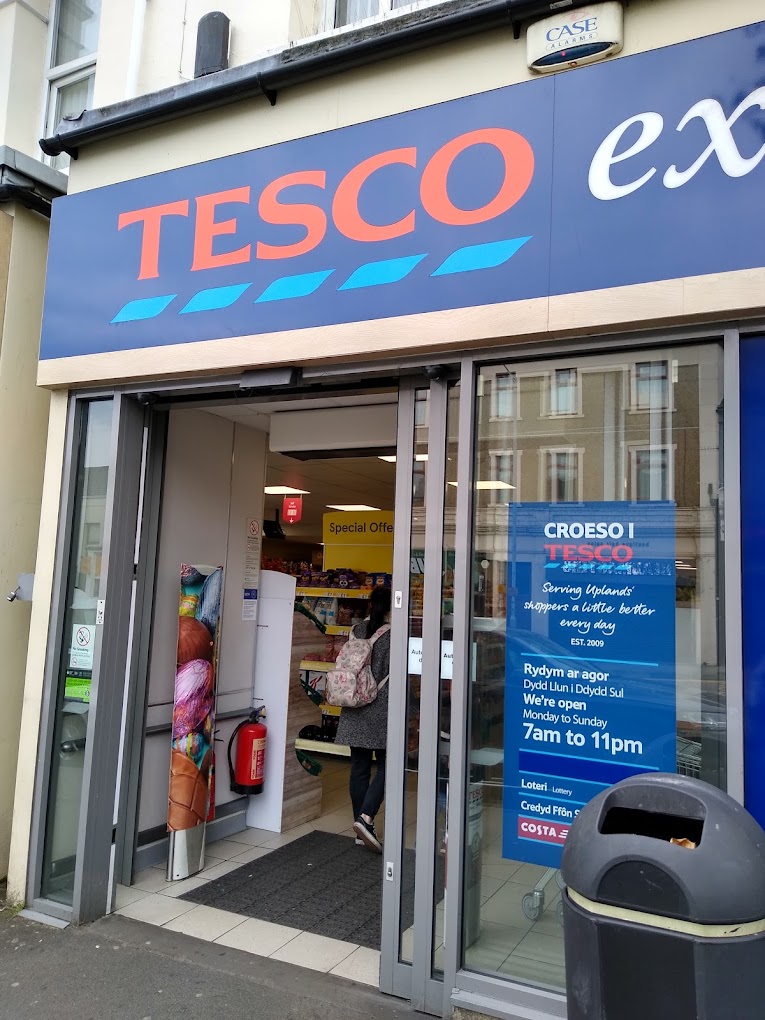 CASE
ALARMS
TESCO ex
Special Offe
CROESO I
TESCO
Serving Uplands'
shoppers a little better
every day
EST. 2009
Rydym ar agor
Dydd Llun i Ddydd Sul
We're open
Monday to Sunday
7am to 11pm
Loteri Lottery
Credyd Ffôn S
COSTA